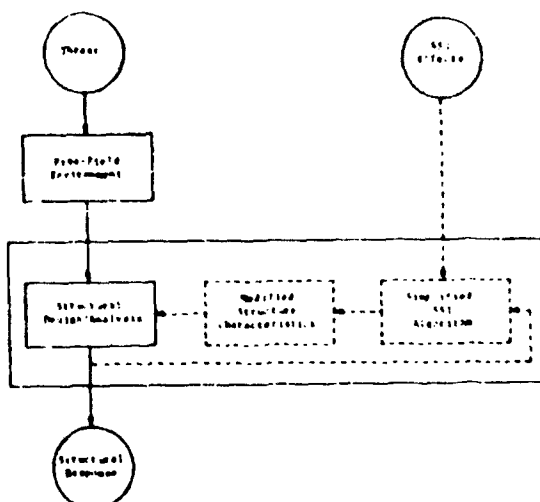 Threat
SSI
Effects
Free-Field
Environment
Structural
Design/Analysis
Modified
Structure
Characteristics
Simplified
SSI
Algorithm
Structural
Response